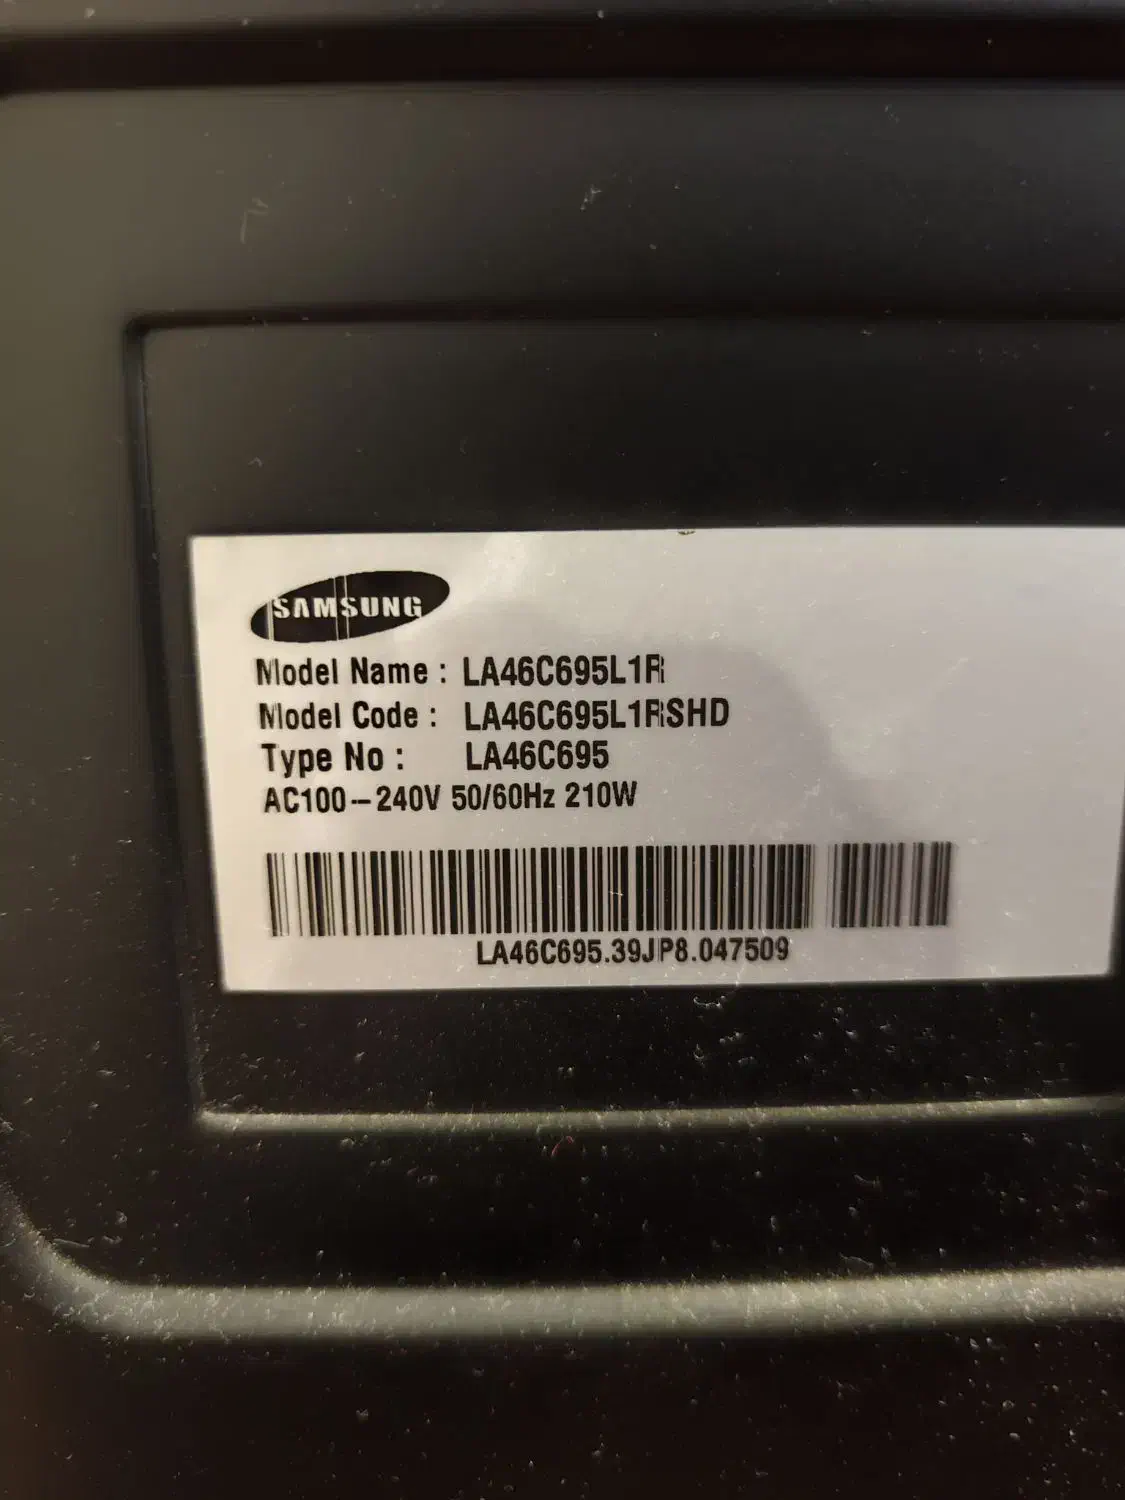 SAMSUNG
Model Name : LA46C695L1R
Model Code : LA46C695L1RSHD
Type No : LA46C695
AC100-240V 50/60Hz 210W
LA46C695.39JP8.047509